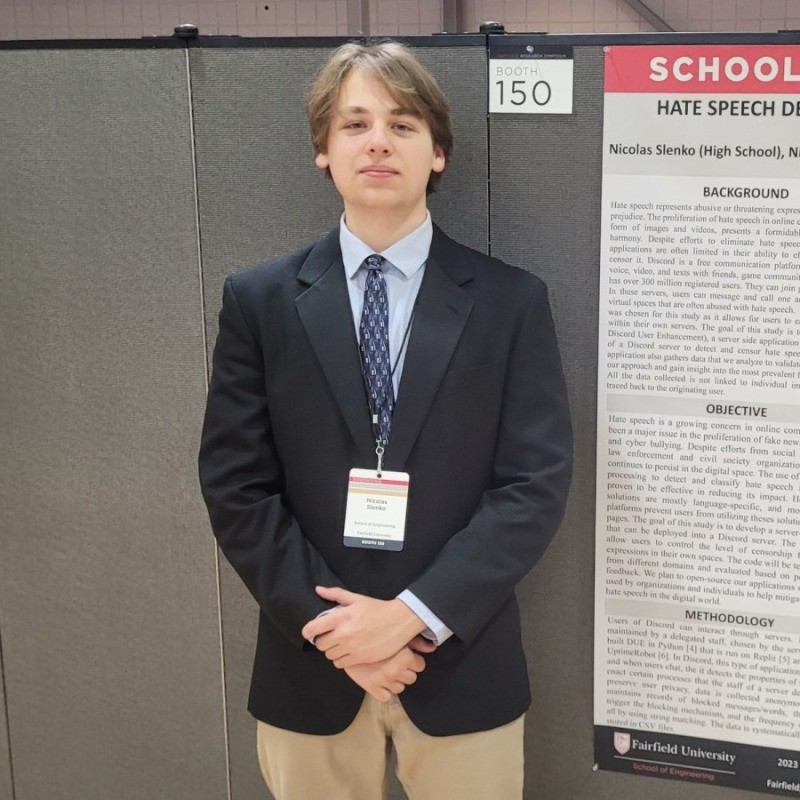 RESEARCH SYMPOSIUM
BOOTH
150
SCHOOL
HATE SPEECH DE
Nicolas Slenko (High School), Ni
BACKGROUND
Hate speech represents abusive or threatening expres
prejudice. The proliferation of hate speech in online c
form of images and videos, presents a formidabl
harmony. Despite efforts to eliminate hate speec
applications are often limited in their ability to ef
censor it. Discord is a free communication platfor
voice, video, and texts with friends, game communit
has over 300 million registered users. They can join p
In these servers, users can message and call one a
virtual spaces that are often abused with hate speech.
was chosen for this study as it allows for users to e
within their own servers. The goal of this study is t
Discord User Enhancement), a server side application
of a Discord server to detect and censor hate spee
application also gathers data that we analyze to validat
our approach and gain insight into the most prevalent f
All the data collected is not linked to individual in
traced back to the originating user.
OBJECTIVE
Hate speech is a growing concern in online com
been a major issue in the proliferation of fake new
and cyber bullying. Despite efforts from social
law enforcement and civil society organizatio
continues to persist in the digital space. The use of
processing to detect and classify hate speech
proven to be effective in reducing its impact. H
solutions are mostly language-specific, and mo
platforms prevent users from utilizing these solution
pages. The goal of this study is to develop a server
that can be deployed into a Discord server. The
allow users to control the level of censorship f
expressions in their own spaces. The code will be te
from different domains and evaluated based on p
feedback. We plan to open-source our applications
used by organizations and individuals to help mitiga
hate speech in the digital world.
METHODOLOGY
Users of Discord can interact through servers.
maintained by a delegated staff, chosen by the serv
built DUE in Python [4] that is run on Replit [5] a
UptimeRobot [6]. In Discord, this type of application
and when users chat, the it detects the properties of
enact certain processes that the staff of a server de
preserve user privacy, data is collected anonymo
maintains records of blocked messages/words, th
trigger the blocking mechanism, and the frequency
all by using string matching. The data is systematicall
stored in CSV files.
Fairfield University
School of Engineering
2023
Fairfield
Nicolas
Slenko
School of Engineering
Fairfield University
BOOTH 150